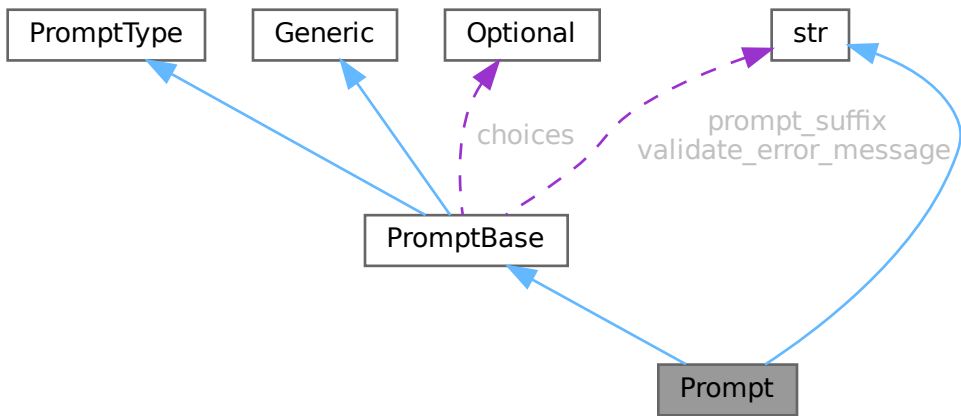 PromptType
Generic
Optional
str
choices
prompt_suffix
validate_error_message
PromptBase
Prompt